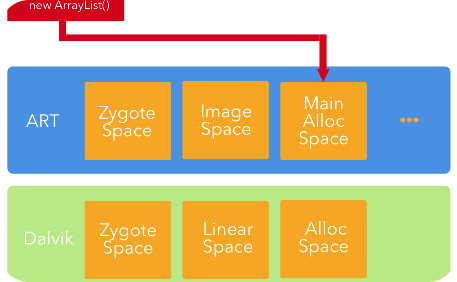 new ArrayList()
ART
Zygote
Space
Image
Space
Main
Alloc
Space
...
Dalvik
Zygote
Space
Linear
Space
Alloc
Space